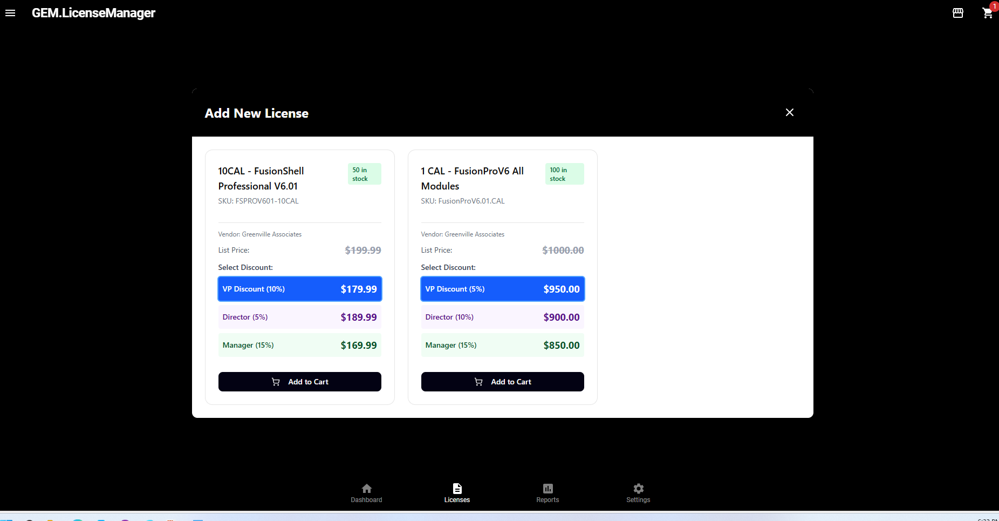 GEM.LicenseManager
1
Add New License
10CAL - FusionShell
Professional V6.01
50 in
stock
SKU: FSPROV601-10CAL
Vendor: Greenville Associates
List Price: $199.99
Select Discount:
VP Discount (10%) $179.99
Director (5%) $189.99
Manager (15%) $169.99
Add to Cart
1 CAL - FusionProV6 All
Modules
100 in
stock
SKU: FusionProV6.01.CAL
Vendor: Greenville Associates
List Price: $1000.00
Select Discount:
VP Discount (5%) $950.00
Director (10%) $900.00
Manager (15%) $850.00
Add to Cart
Dashboard
Licenses
Reports
Settings